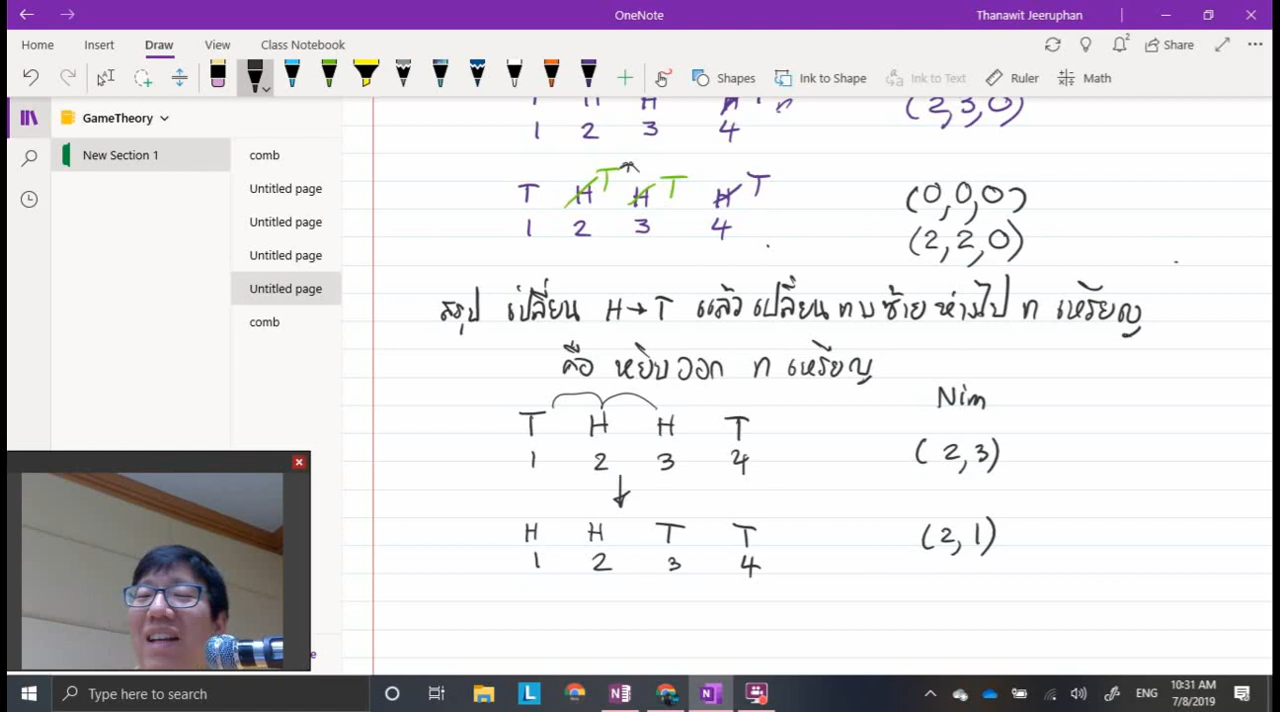 OneNote
Thanawit Jeeruphan
Home Insert Draw View Class Notebook
Share
Shapes Ink to Shape Ink to Text Ruler Math
GameTheory
New Section 1
comb
Untitled page
Untitled page
Untitled page
Untitled page
comb
(2,3,0)
1 2 3 4
T H T H T H T
1 2 3 4
(0,0,0)
(2,2,0)
สรุป เปลี่ยน H→T แล้วเปลี่ยนทางซ้ายห่างไป n เหรียญ
คือ หยิบออก n เหรียญ
Nim
T H H T
1 2 3 4
(2,3)
↓
H H T T
1 2 3 4
(2,1)
Type here to search
ENG
10:31 AM
7/8/2019